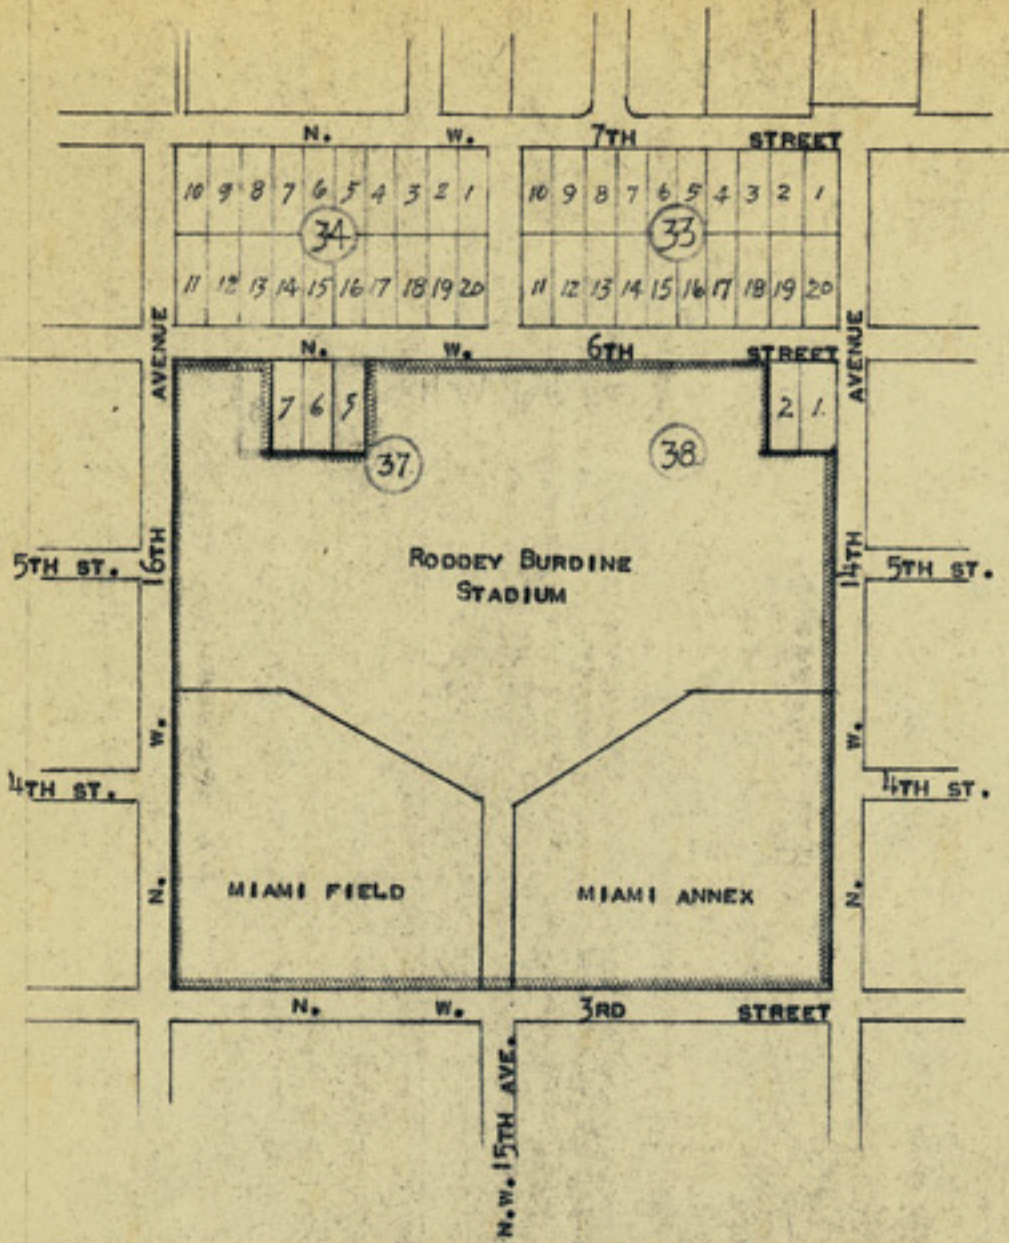 N. W. 7TH STREET
10 9 8 7 6 5 4 3 2 1
34
11 12 13 14 15 16 17 18 19 20
10 9 8 7 6 5 4 3 2 1
33
11 12 13 14 15 16 17 18 19 20
N. W. 6TH STREET
7 6 5
37
2 1
38
N. W. 16TH AVENUE
N. W. 14TH AVENUE
5TH ST.
5TH ST.
RODDEY BURDINE
STADIUM
4TH ST.
4TH ST.
MIAMI FIELD
MIAMI ANNEX
N. W. 3RD STREET
N.W. 15TH AVE.